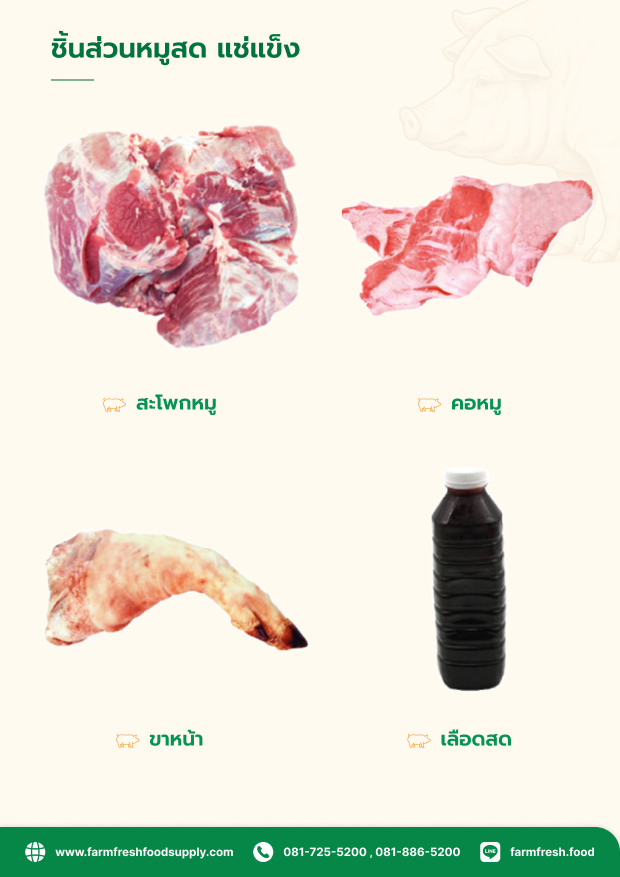 ชิ้นส่วนหมูสด แช่แข็ง
สะโพกหมู
คอหมู
ขาหน้า
เลือดสด
www.farmfreshfoodsupply.com
081-725-5200 , 081-886-5200
LINE
farmfresh.food